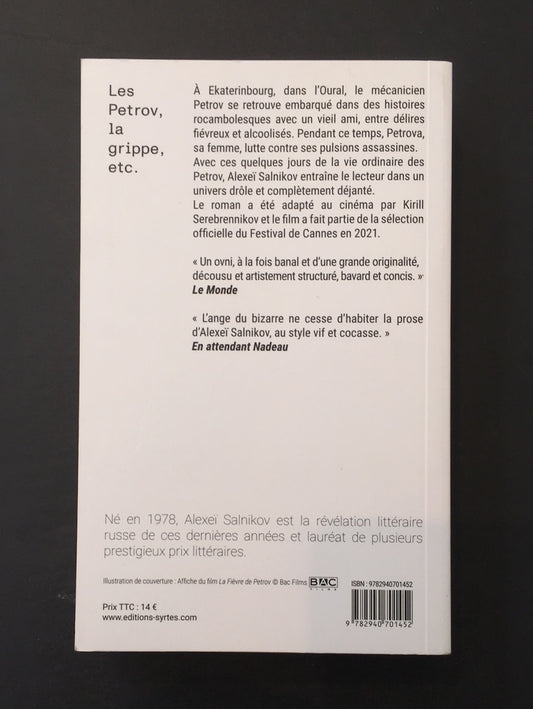 Les
Petrov,
la
grippe,
etc.
À Ekaterinbourg, dans l'Oural, le mécanicien
Petrov se retrouve embarqué dans des histoires
rocambolesques avec un vieil ami, entre délires
fiévreux et alcoolisés. Pendant ce temps, Petrova,
sa femme, lutte contre ses pulsions assassines.
Avec ces quelques jours de la vie ordinaire des
Petrov, Alexeï Salnikov entraîne le lecteur dans un
univers drôle et complètement déjanté.
Le roman a été adapté au cinéma par Kirill
Serebrennikov et le film a fait partie de la sélection
officielle du Festival de Cannes en 2021.
« Un ovni, à la fois banal et d'une grande originalité,
décousu et artistement structuré, bavard et concis. »
Le Monde
« L'ange du bizarre ne cesse d'habiter la prose
d'Alexeï Salnikov, au style vif et cocasse. »
En attendant Nadeau
Né en 1978, Alexeï Salnikov est la révélation littéraire
russe de ces dernières années et lauréat de plusieurs
prestigieux prix littéraires.
Illustration de couverture : Affiche du film La Fièvre de Petrov © Bac Films
BAC
FILMS
ISBN : 9782940701452
Prix TTC : 14 €
www.editions-syrtes.com
9 782940 701452